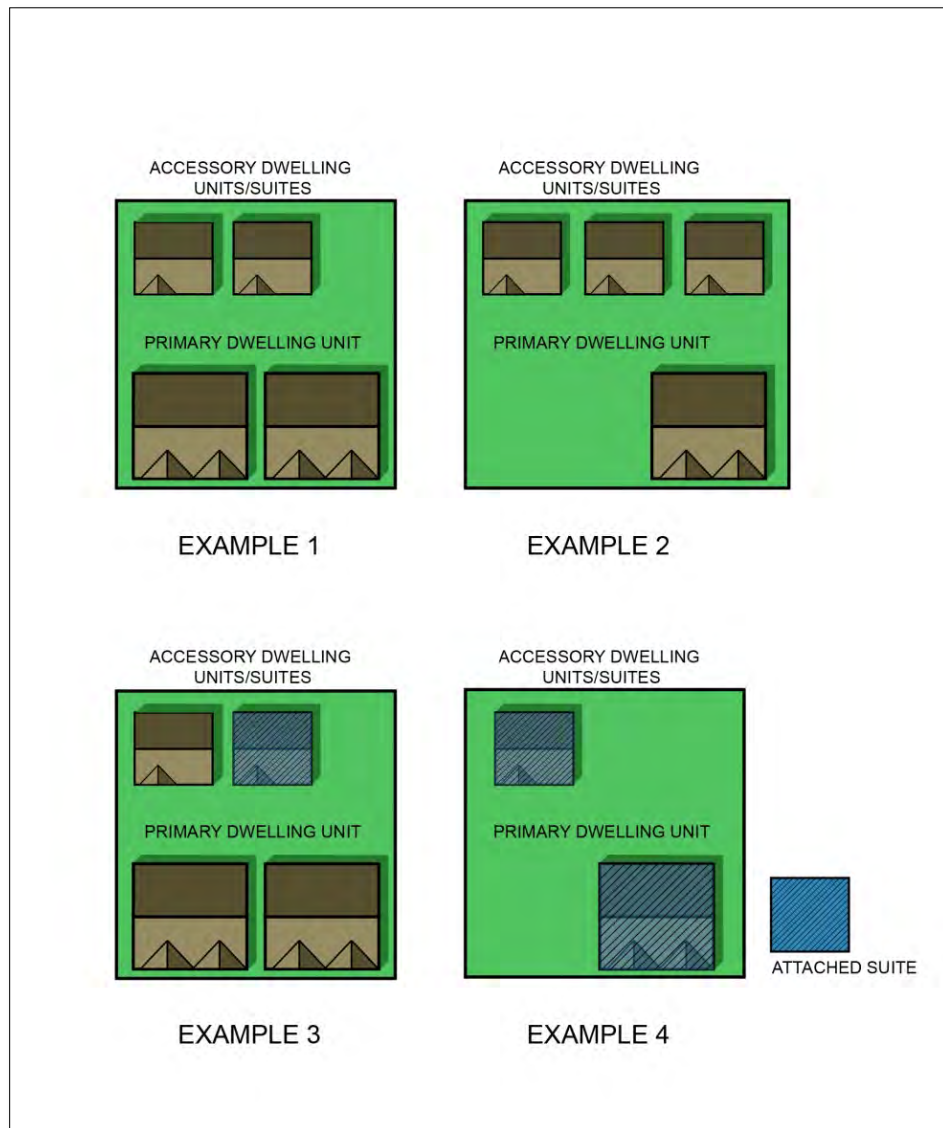 ACCESSORY DWELLING
UNITS/SUITES
PRIMARY DWELLING UNIT
EXAMPLE 1
ACCESSORY DWELLING
UNITS/SUITES
PRIMARY DWELLING UNIT
EXAMPLE 2
ACCESSORY DWELLING
UNITS/SUITES
PRIMARY DWELLING UNIT
EXAMPLE 3
ACCESSORY DWELLING
UNITS/SUITES
PRIMARY DWELLING UNIT
ATTACHED SUITE
EXAMPLE 4